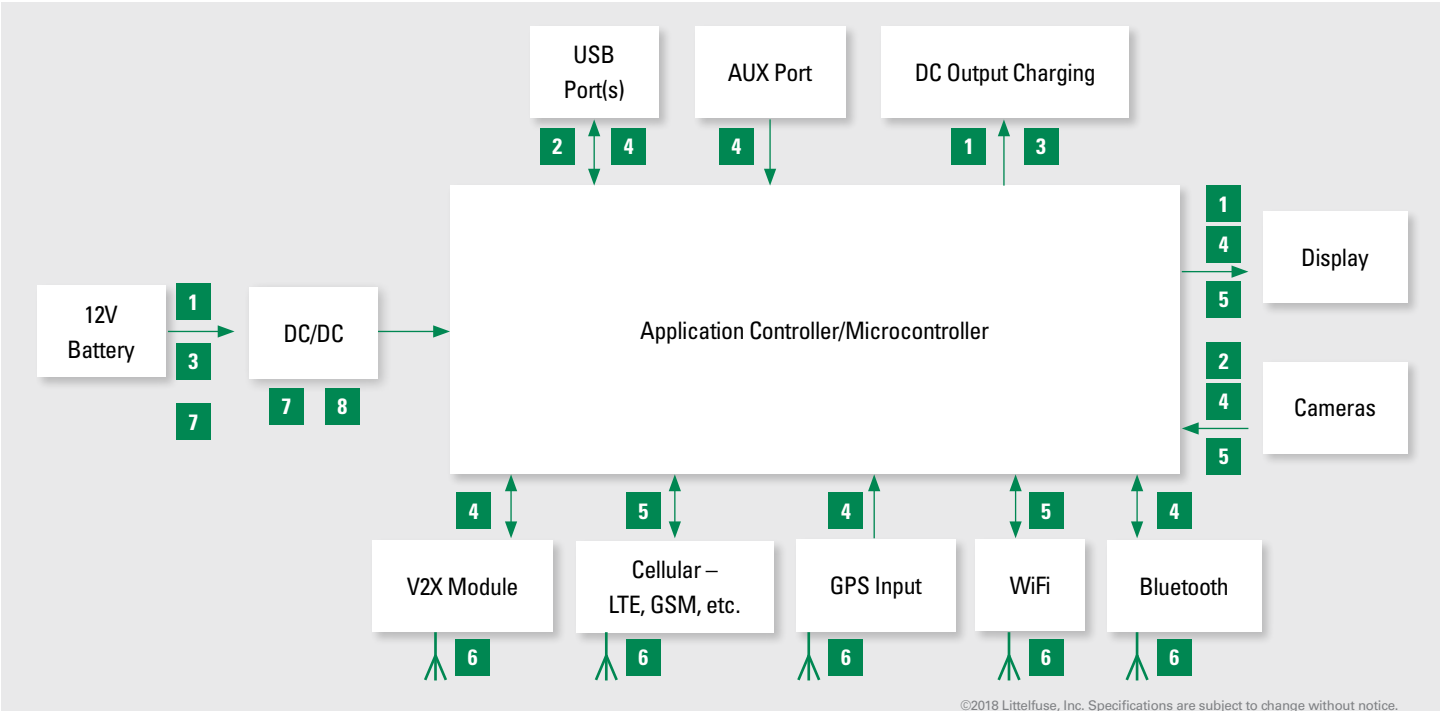 USB
Port(s)
AUX Port
DC Output Charging
2
4
4
1
3
1
4
5
Display
12V
Battery
1
3
7
DC/DC
7
8
Application Controller/Microcontroller
2
4
5
Cameras
4
5
4
5
4
V2X Module
Cellular –
LTE, GSM, etc.
GPS Input
WiFi
Bluetooth
6
6
6
6
6
©2018 Littelfuse, Inc. Specifications are subject to change without notice.